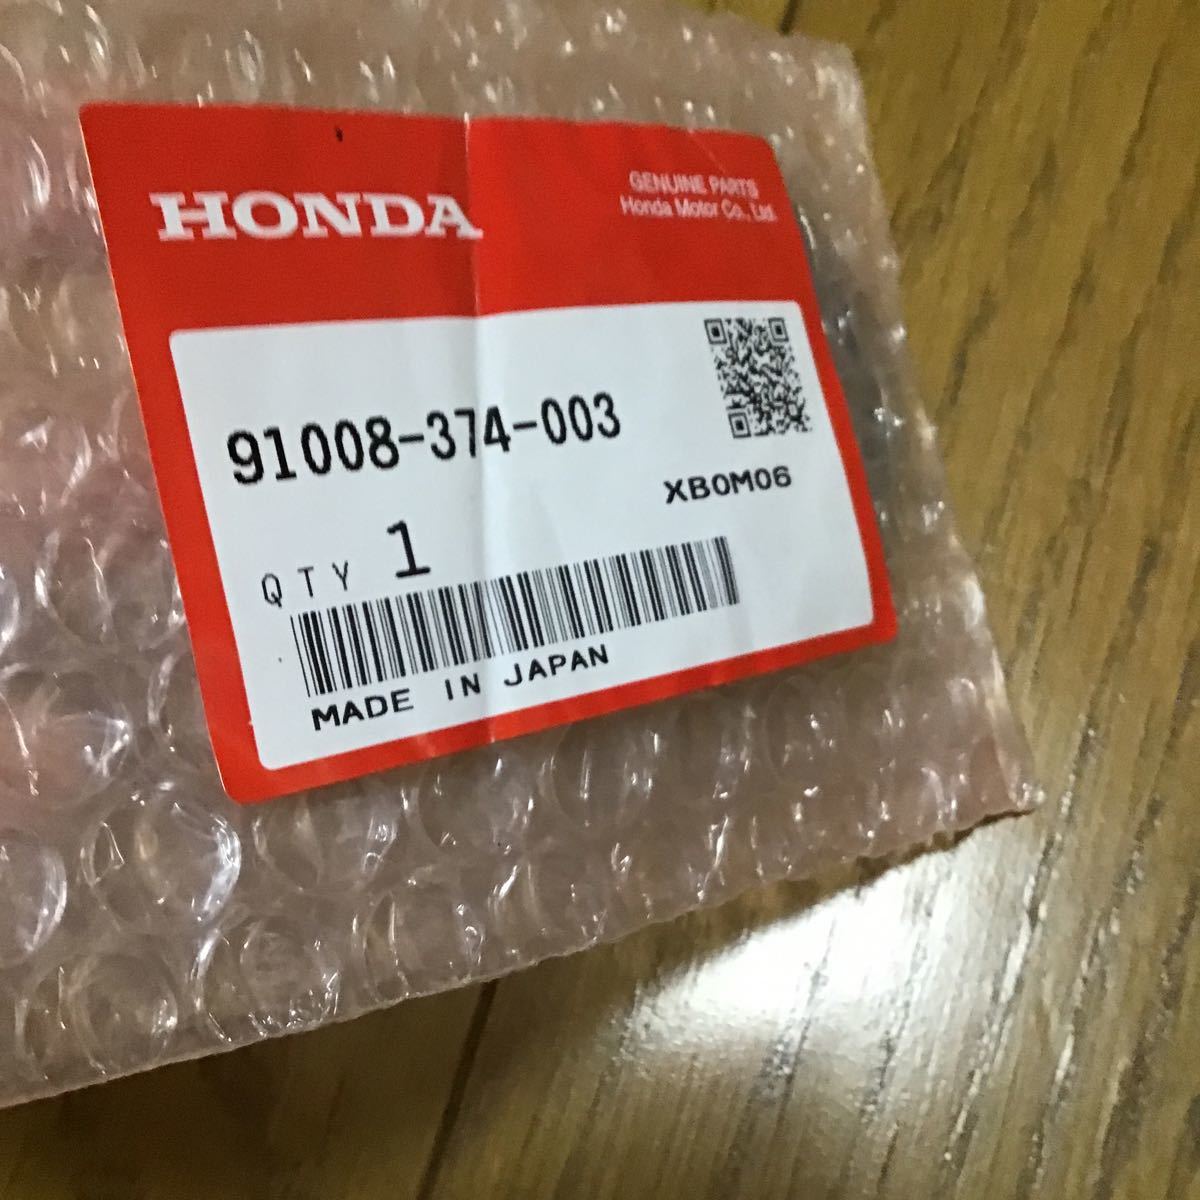 HONDA
GENUINE PARTS
Honda Motor Co., Ltd.
91008-374-003
XB0M06
QTY 1
MADE IN JAPAN